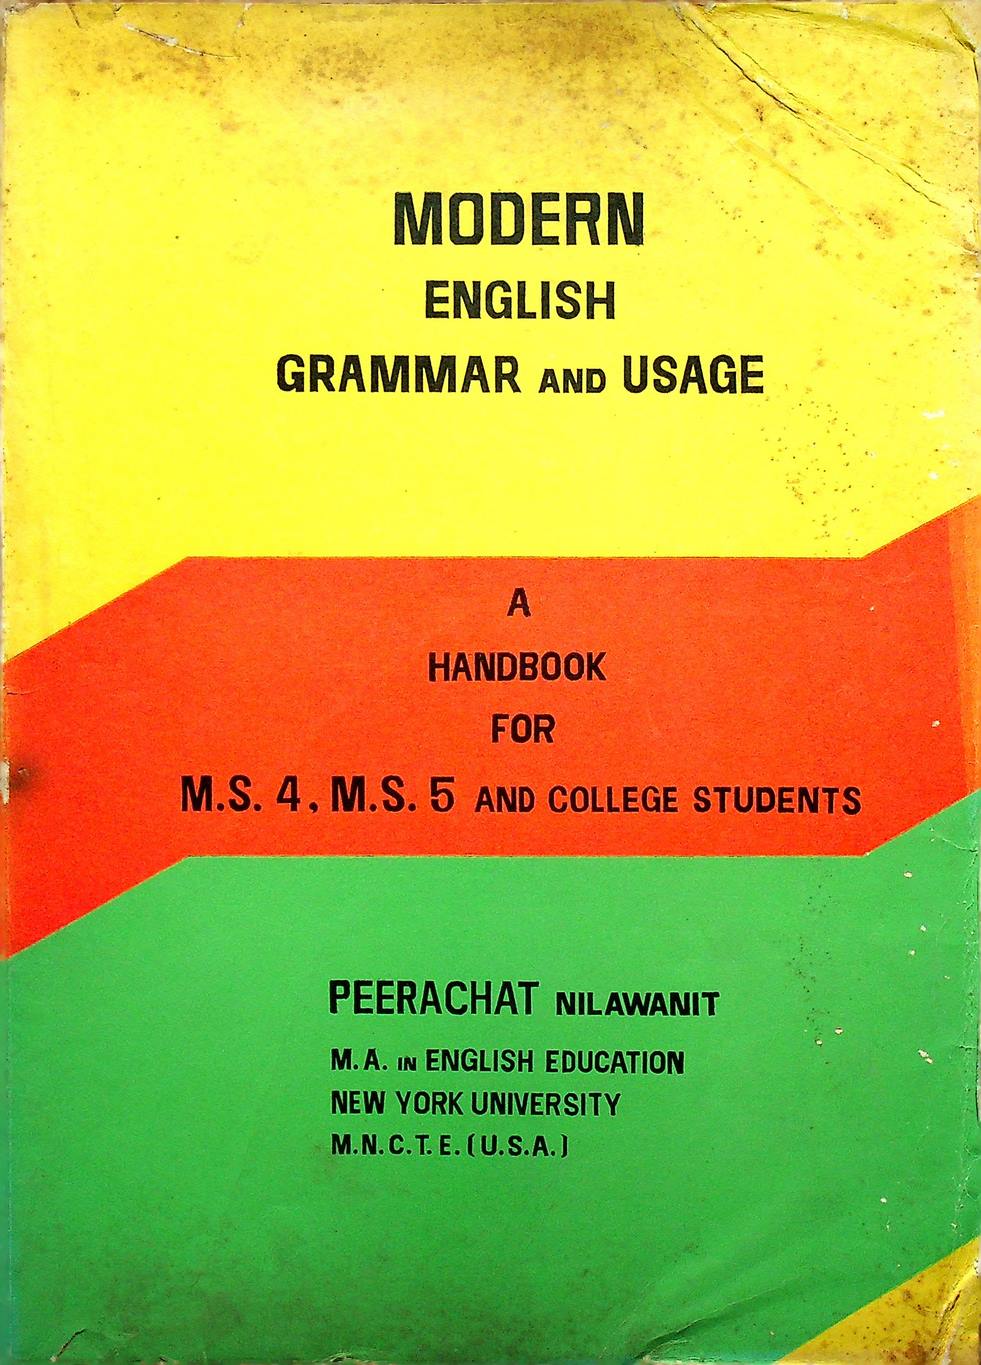 MODERN
ENGLISH
GRAMMAR AND USAGE
A
HANDBOOK
FOR
M.S. 4, M.S. 5 AND COLLEGE STUDENTS
PEERACHAT NILAWANIT
M.A. IN ENGLISH EDUCATION
NEW YORK UNIVERSITY
M.N.C.T.E. (U.S.A.)